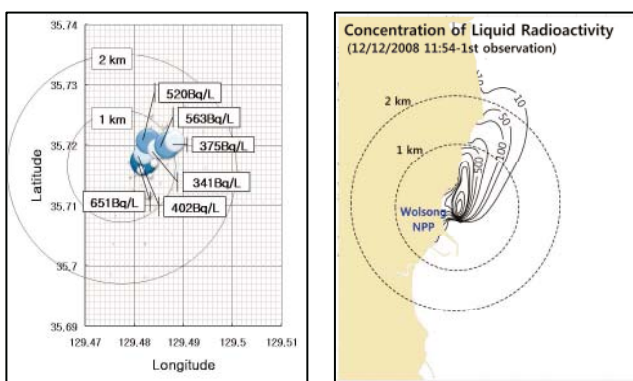 35.74
35.73
35.72
35.71
35.7
35.69
129.47
129.48
129.49
129.5
129.51
Latitude
Longitude
2 km
1 km
520Bq/L
563Bq/L
375Bq/L
341Bq/L
651Bq/L
402Bq/L
Concentration of Liquid Radioactivity
(12/12/2008 11:54-1st observation)
2 km
1 km
10
10
50
100
500
Wolsong
NPP